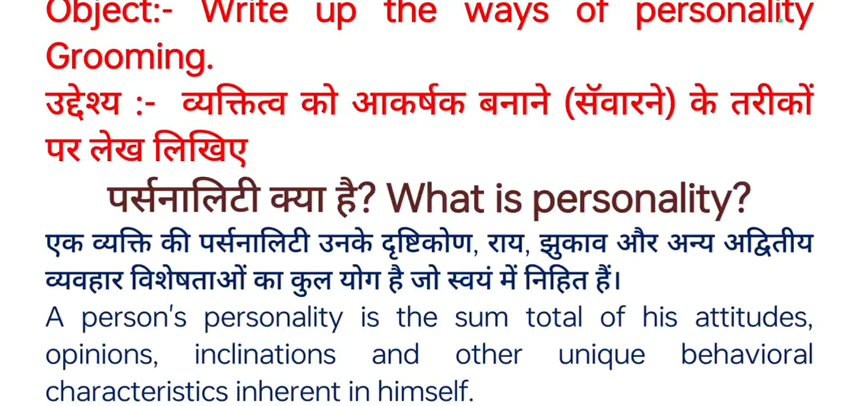 Object:- Write up the ways of personality
Grooming.
उद्देश्य :- व्यक्तित्व को आकर्षक बनाने (सॅवारने) के तरीकों
पर लेख लिखिए
पर्सनालिटी क्या है? What is personality?
एक व्यक्ति की पर्सनालिटी उनके दृष्टिकोण, राय, झुकाव और अन्य अद्वितीय
व्यवहार विशेषताओं का कुल योग है जो स्वयं में निहित हैं।
A person's personality is the sum total of his attitudes,
opinions, inclinations and other unique behavioral
characteristics inherent in himself.